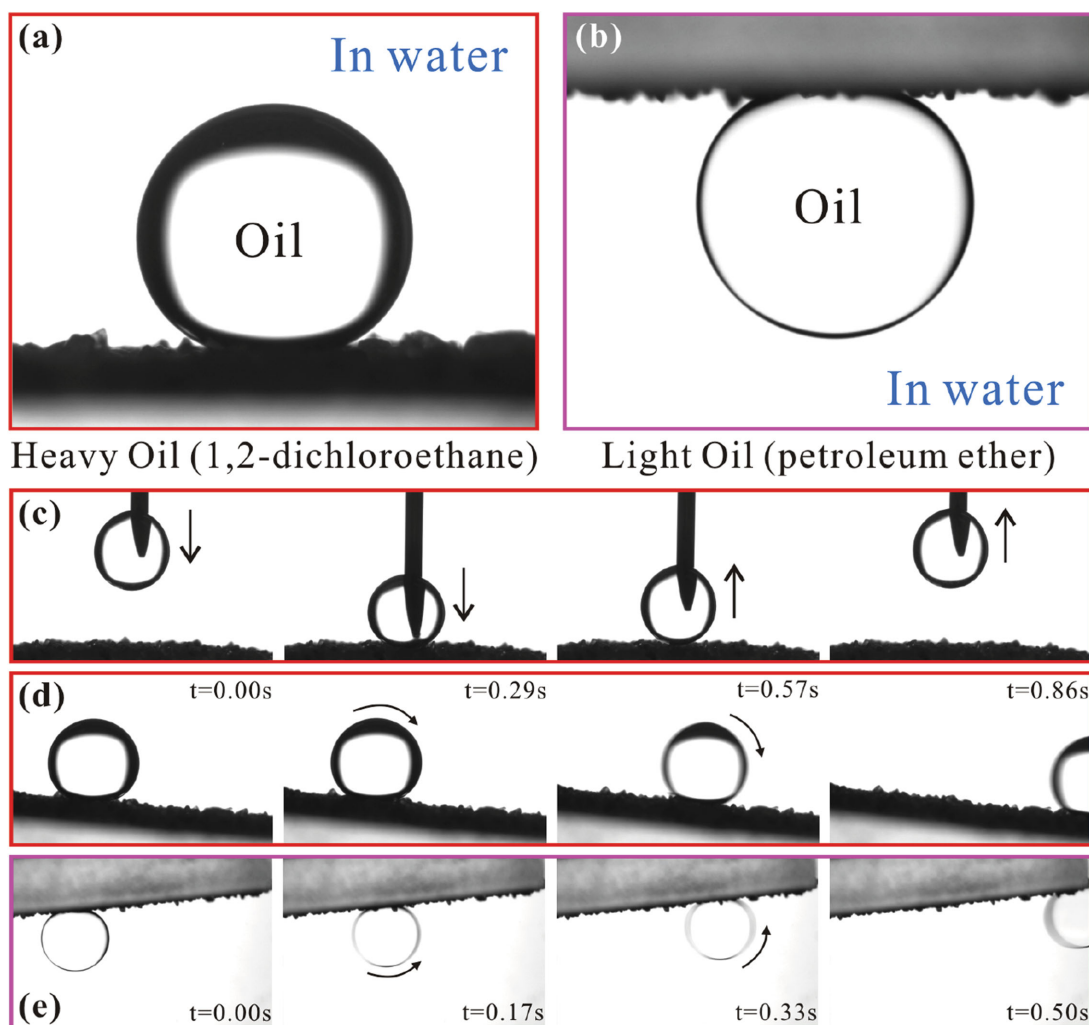 (a)
In water
Oil
(b)
Oil
In water
Heavy Oil (1,2-dichloroethane)
Light Oil (petroleum ether)
(c)
(d)
t=0.00s
t=0.29s
t=0.57s
t=0.86s
(e)
t=0.00s
t=0.17s
t=0.33s
t=0.50s